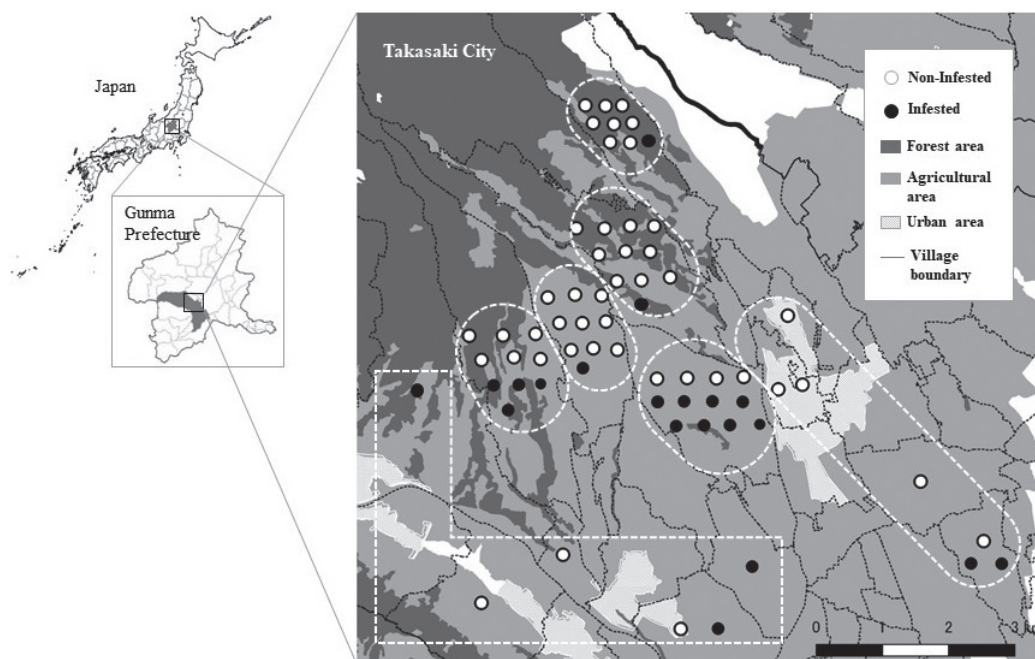 Japan
Gunma
Prefecture
Takasaki City
Non-Infested
Infested
Forest area
Agricultural
area
Urban area
Village
boundary
0 1 2 3